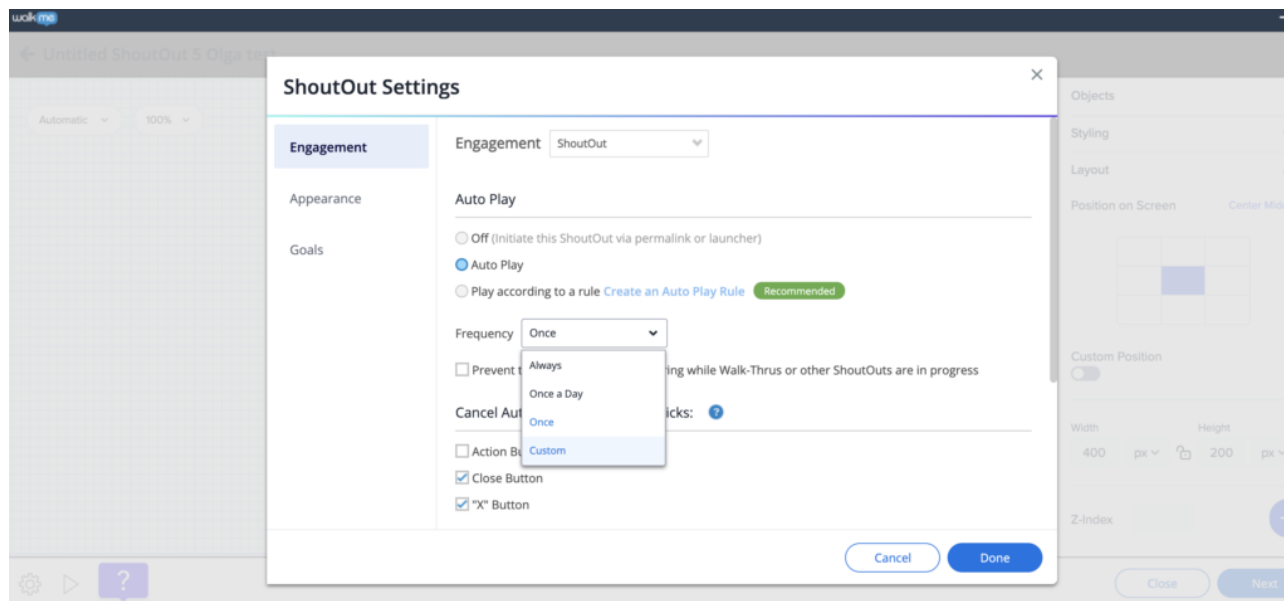 walkme
Untitled ShoutOut 5 Olga test
Automatic
100%
ShoutOut Settings
Engagement
Appearance
Goals
Engagement ShoutOut
Auto Play
Off (Initiate this ShoutOut via permalink or launcher)
Auto Play
Play according to a rule Create an Auto Play Rule Recommended
Frequency Once
Always
Once a Day
Once
Custom
Prevent
ing while Walk-Thrus or other ShoutOuts are in progress
Cancel Aut
icks: ?
Action Bu
Close Button
"X" Button
Cancel
Done
Objects
Styling
Layout
Position on Screen Center Midd
Custom Position
Width Height
400 px 200 px
Z-Index
?
Close
Next